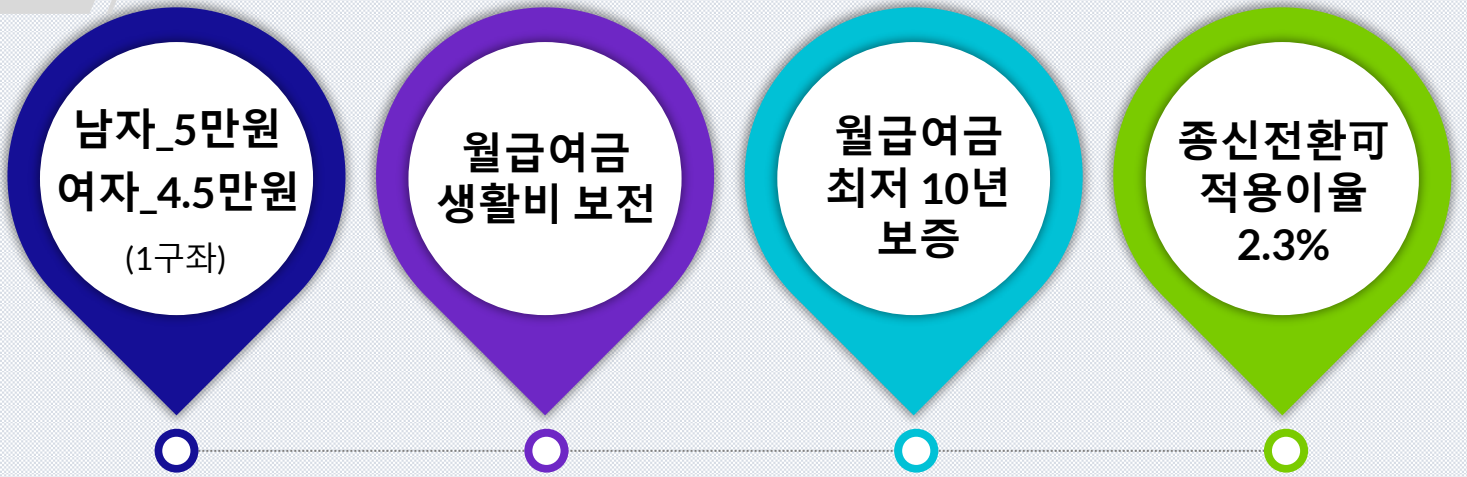 남자_5만원
여자_4.5만원
(1구좌)
월급여금
생활비 보전
월급여금
최저 10년
보증
종신전환可
적용이율
2.3%